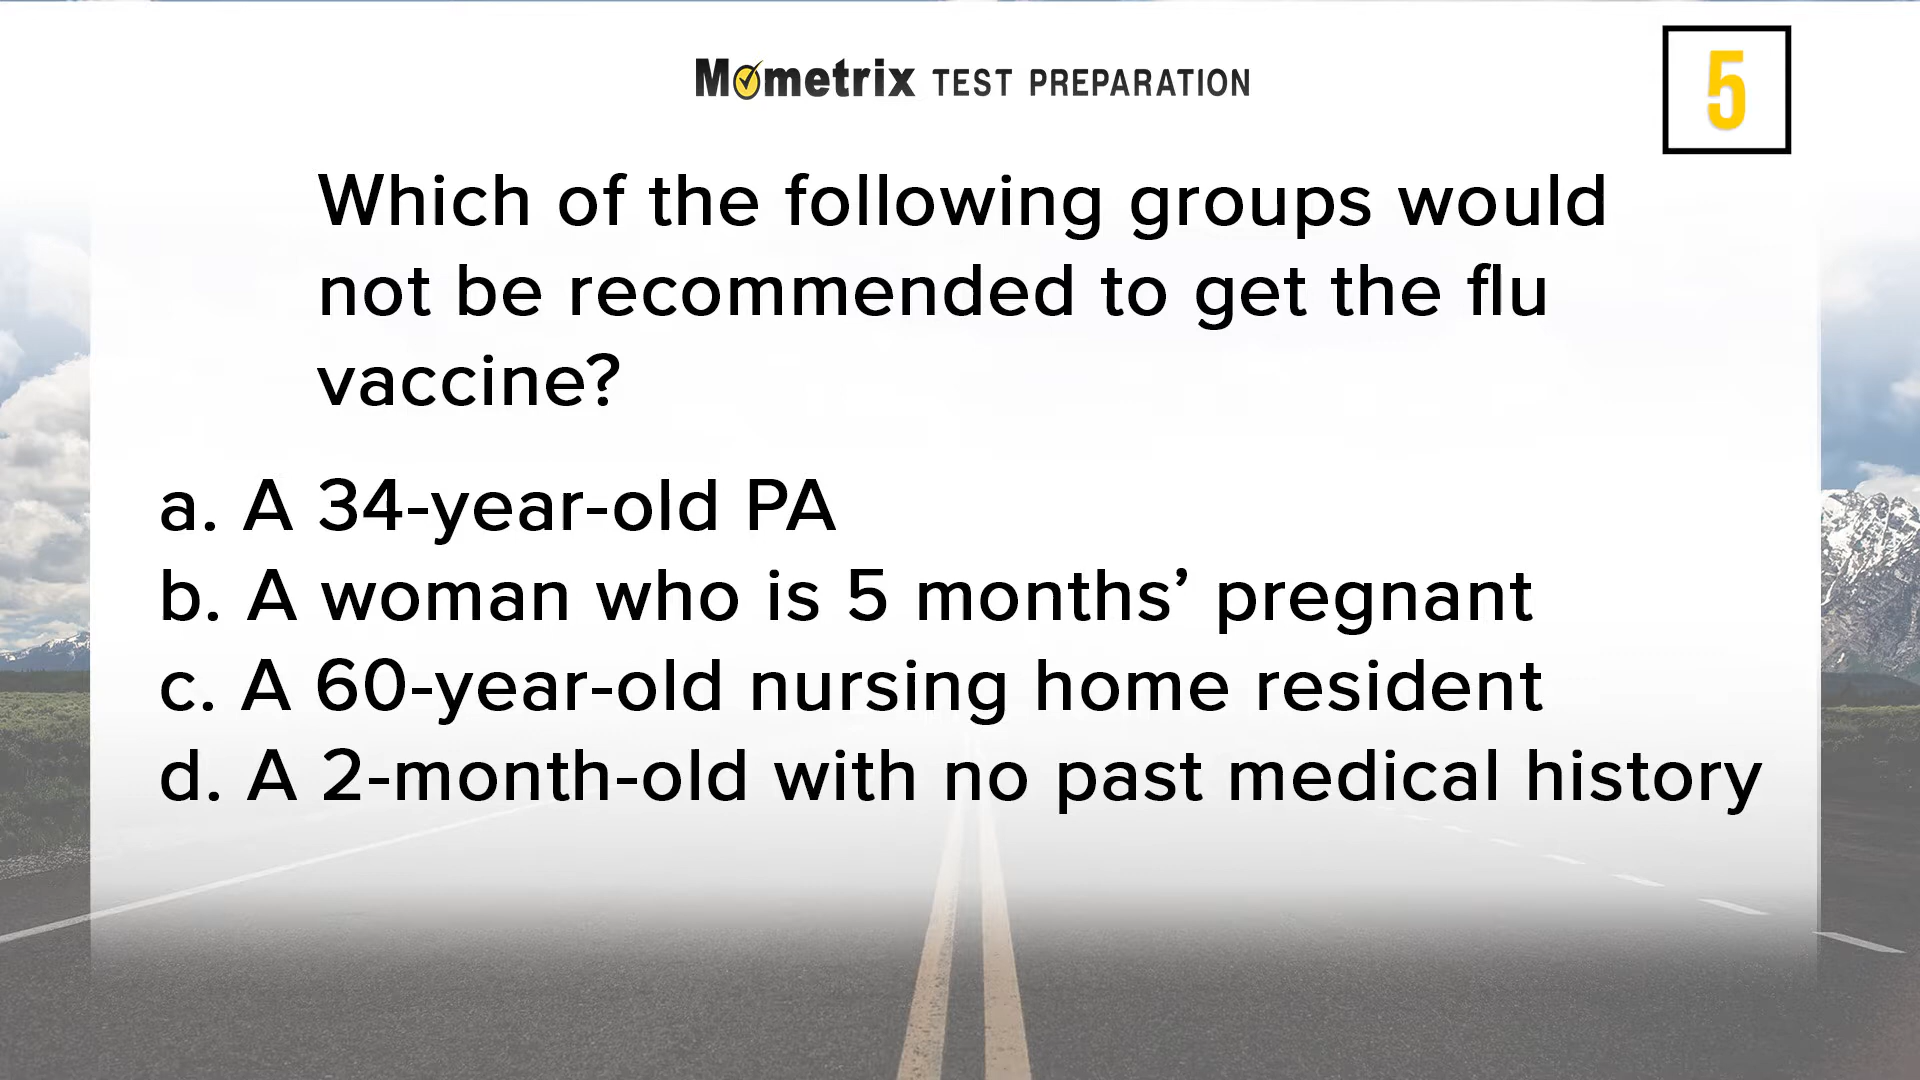 Mometrix TEST PREPARATION
5
Which of the following groups would
not be recommended to get the flu
vaccine?
a. A 34-year-old PA
b. A woman who is 5 months’ pregnant
c. A 60-year-old nursing home resident
d. A 2-month-old with no past medical history